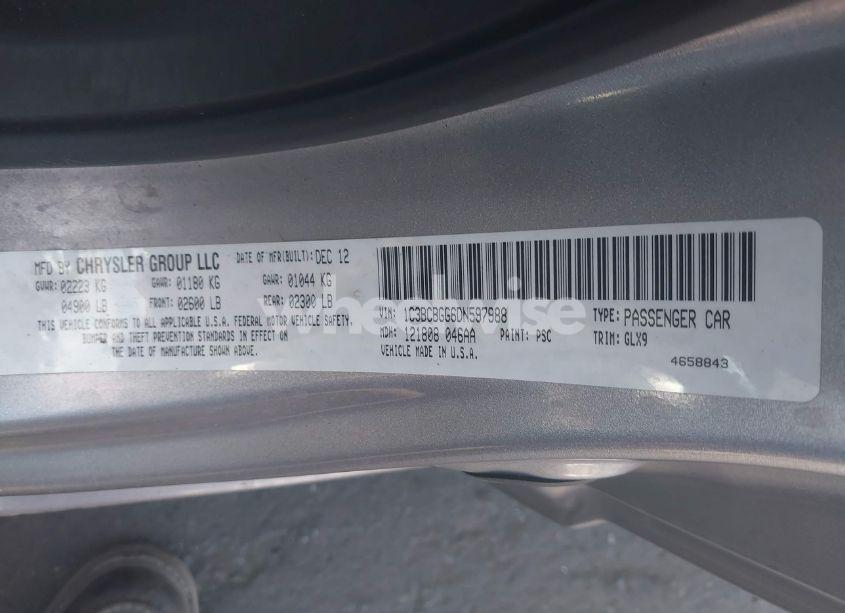 MFD BY CHRYSLER GROUP LLC DATE OF MFR(BUILT): DEC 12
GVWR: 02223 KG GAWR: 01180 KG GAWR: 01044 KG
04900 LB FRONT: 02600 LB REAR: 02300 LB
THIS VEHICLE CONFORMS TO ALL APPLICABLE U.S.A. FEDERAL MOTOR VEHICLE SAFETY,
BUMPER AND THEFT PREVENTION STANDARDS IN EFFECT ON
THE DATE OF MANUFACTURE SHOWN ABOVE.
VIN: 1C3BCBGG6DN597988 TYPE: PASSENGER CAR
MDH: 121808 046AA PAINT: PSC TRIM: GLX9
VEHICLE MADE IN U.S.A. 4658843
wheelwise